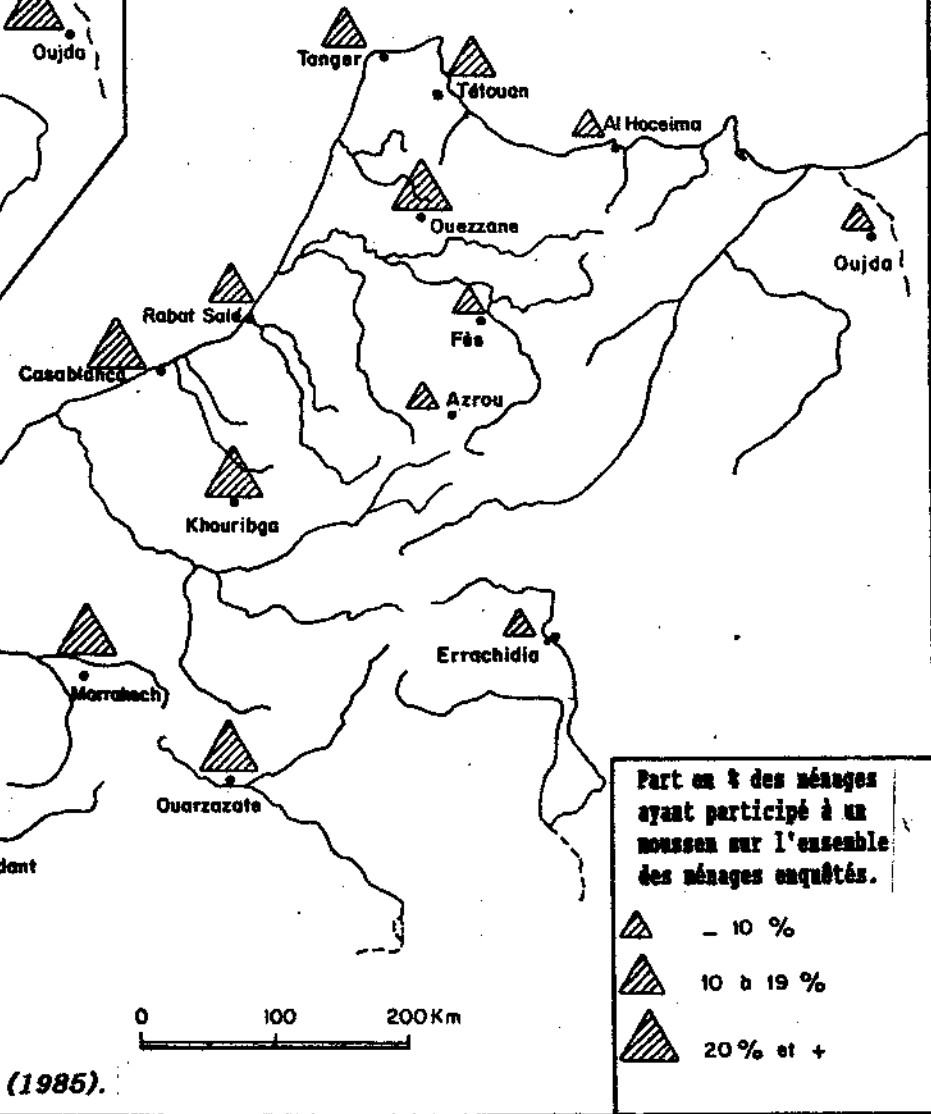 Oujda
Tanger
Tétouan
Al Hoceima
Ouezzane
Oujda
Rabat Salé
Fès
Casablanca
Azrou
Khouribga
Errachidia
Marrakech
Ouarzazate
dant
Part en % des ménages
ayant participé à un
moussem sur l'ensemble
des ménages enquêtés.
– 10 %
10 à 19 %
20% et +
0 100 200 Km
(1985).